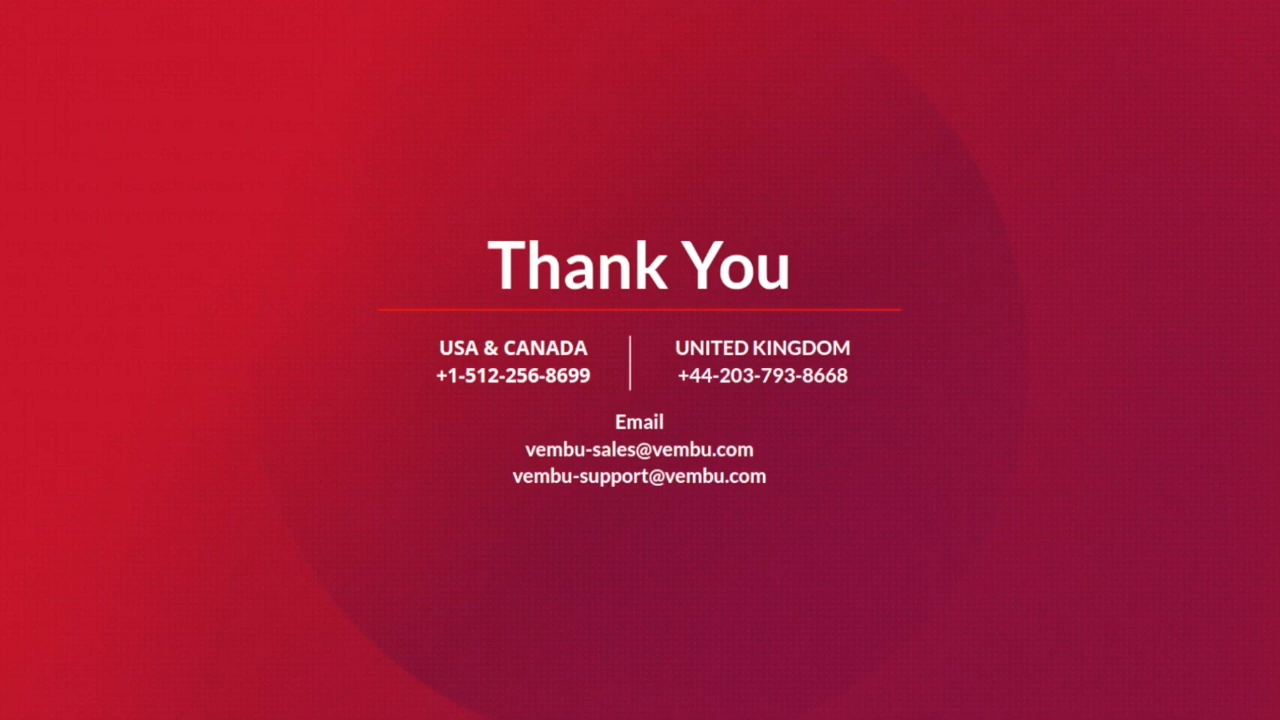 Thank You
USA & CANADA
+1-512-256-8699
UNITED KINGDOM
+44-203-793-8668
Email
vembu-sales@vembu.com
vembu-support@vembu.com